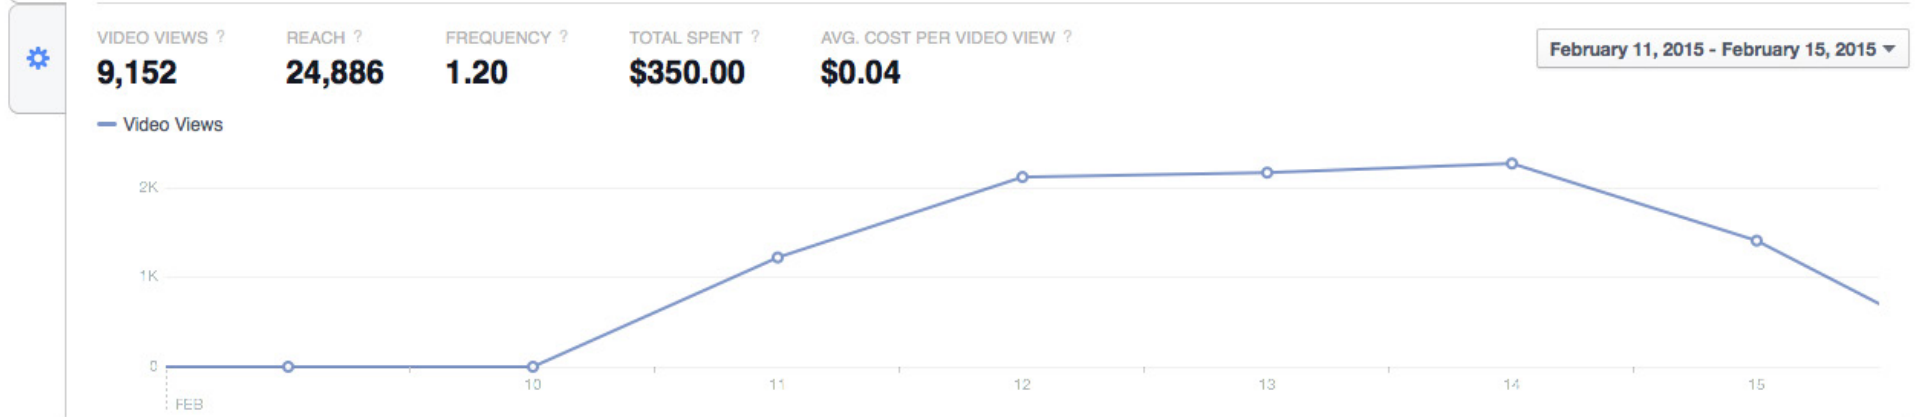 VIDEO VIEWS ? REACH ? FREQUENCY ? TOTAL SPENT ? AVG. COST PER VIDEO VIEW ?
9,152 24,886 1.20 $350.00 $0.04
February 11, 2015 - February 15, 2015
Video Views
2K
1K
0
10 11 12 13 14 15
FEB